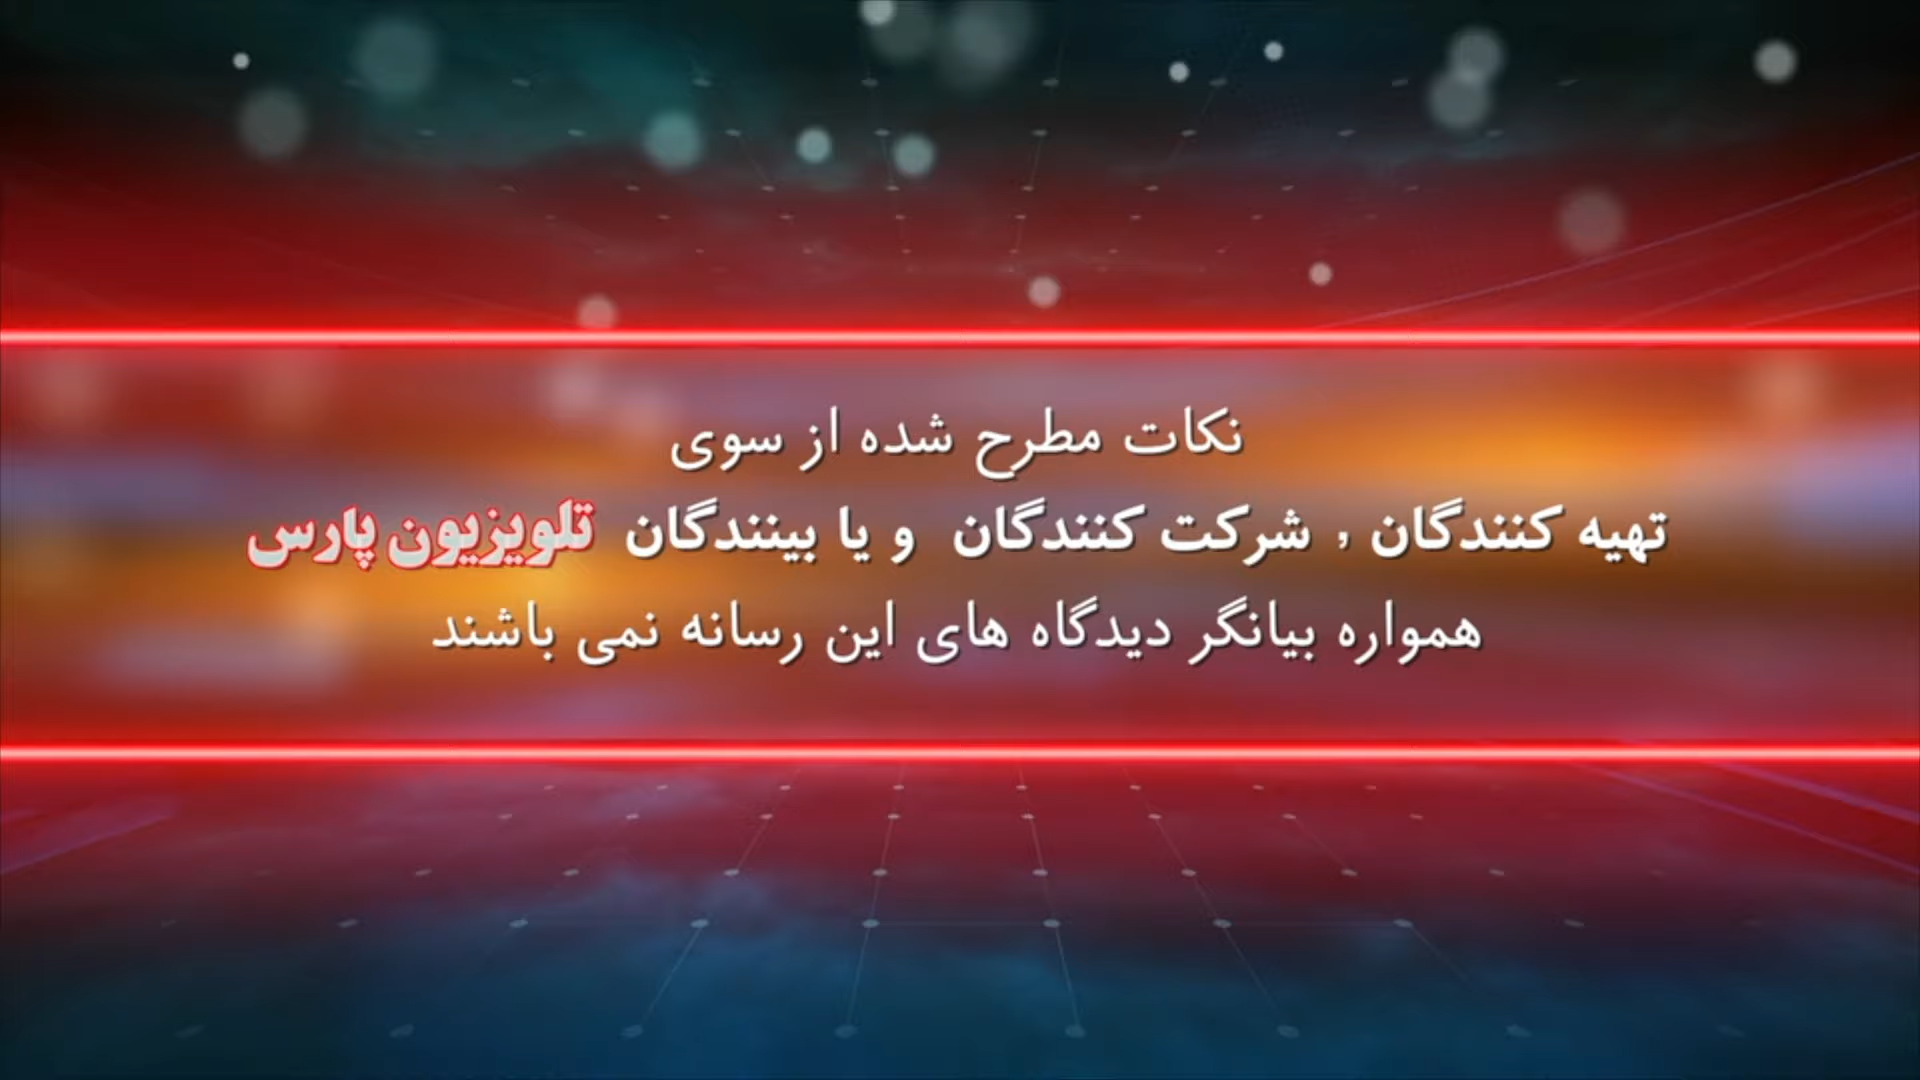 نکات مطرح شده از سوی
تهیه کنندگان , شرکت کنندگان و یا بینندگان تلویزیون پارس
همواره بیانگر دیدگاه های این رسانه نمی باشند